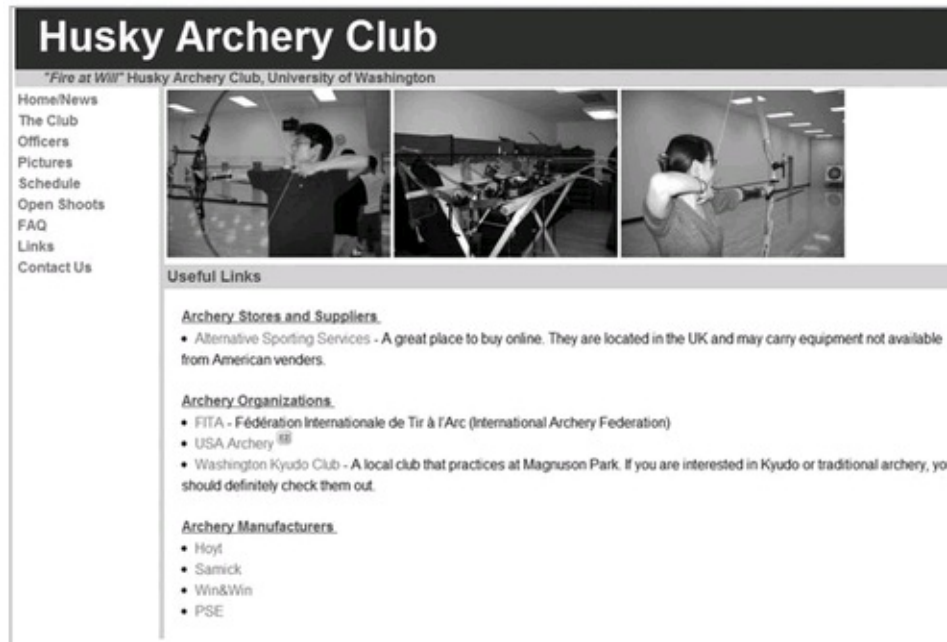 Husky Archery Club
"Fire at Will" Husky Archery Club, University of Washington
Home/News
The Club
Officers
Pictures
Schedule
Open Shoots
FAQ
Links
Contact Us
Useful Links
Archery Stores and Suppliers
• Alternative Sporting Services - A great place to buy online. They are located in the UK and may carry equipment not available
from American venders.
Archery Organizations
• FITA - Fédération Internationale de Tir à l'Arc (International Archery Federation)
• USA Archery
• Washington Kyudo Club - A local club that practices at Magnuson Park. If you are interested in Kyudo or traditional archery, yo
should definitely check them out.
Archery Manufacturers
• Hoyt
• Samick
• Win&Win
• PSE